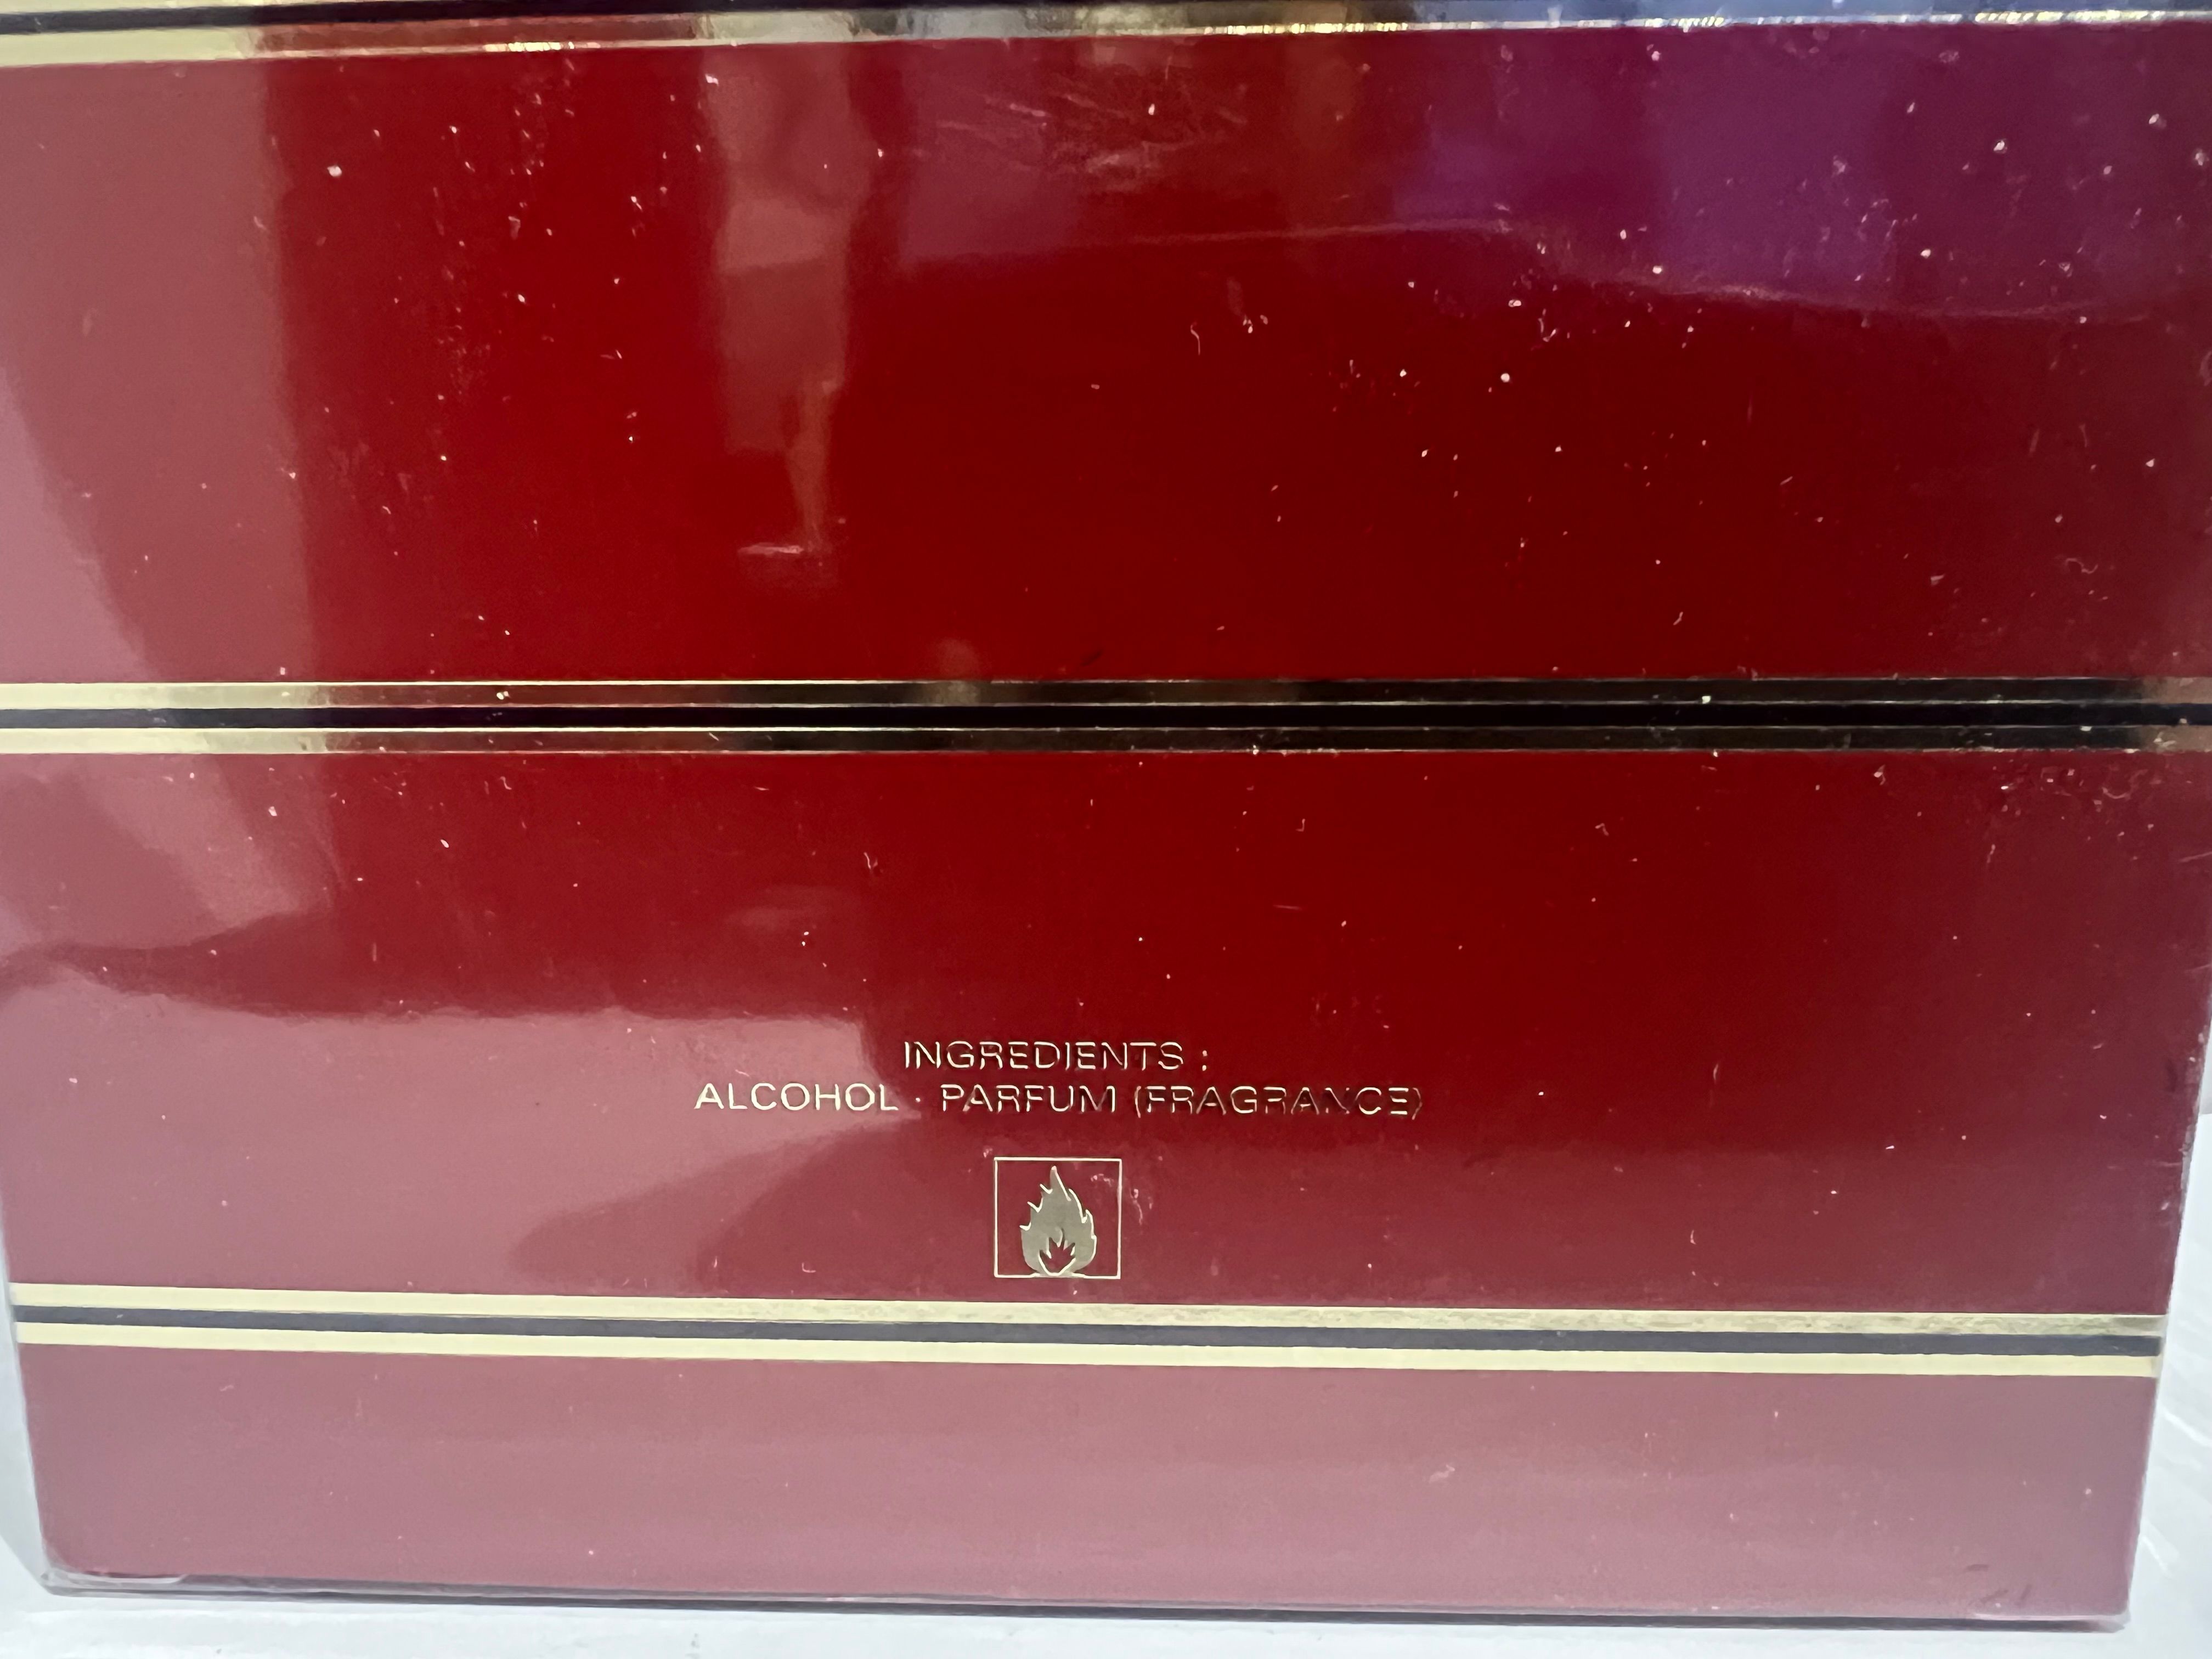 INGREDIENTS :
ALCOHOL · PARFUM (FRAGRANCE)